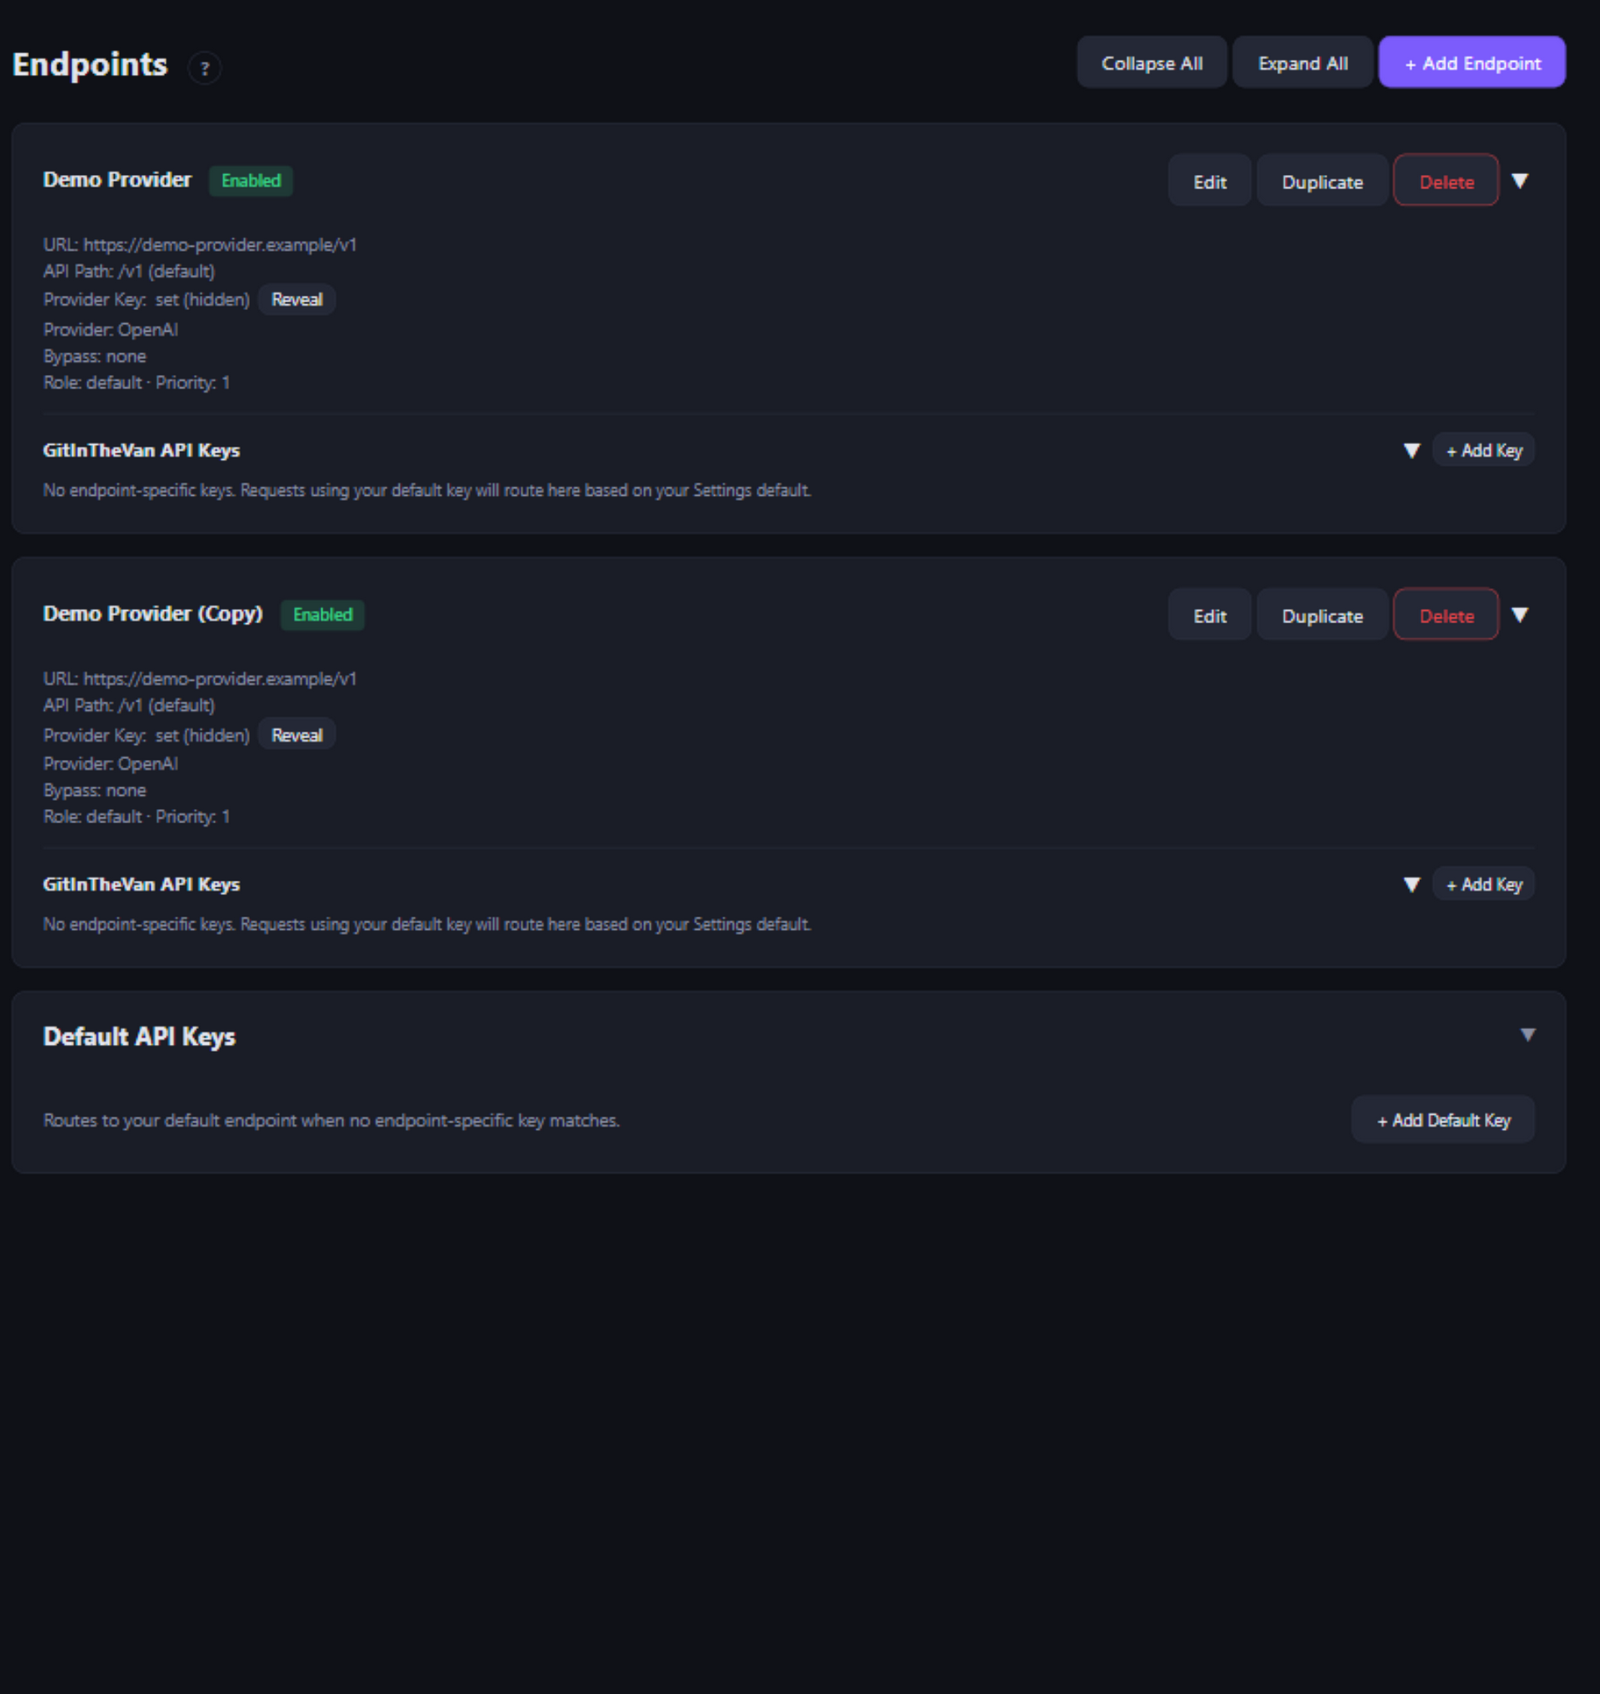 Endpoints ?
Collapse All Expand All + Add Endpoint
Demo Provider Enabled
Edit Duplicate Delete ▼
URL: https://demo-provider.example/v1
API Path: /v1 (default)
Provider Key: set (hidden) Reveal
Provider: OpenAI
Bypass: none
Role: default · Priority: 1
GitInTheVan API Keys ▼ + Add Key
No endpoint-specific keys. Requests using your default key will route here based on your Settings default.
Demo Provider (Copy) Enabled
Edit Duplicate Delete ▼
URL: https://demo-provider.example/v1
API Path: /v1 (default)
Provider Key: set (hidden) Reveal
Provider: OpenAI
Bypass: none
Role: default · Priority: 1
GitInTheVan API Keys ▼ + Add Key
No endpoint-specific keys. Requests using your default key will route here based on your Settings default.
Default API Keys ▼
Routes to your default endpoint when no endpoint-specific key matches.
+ Add Default Key